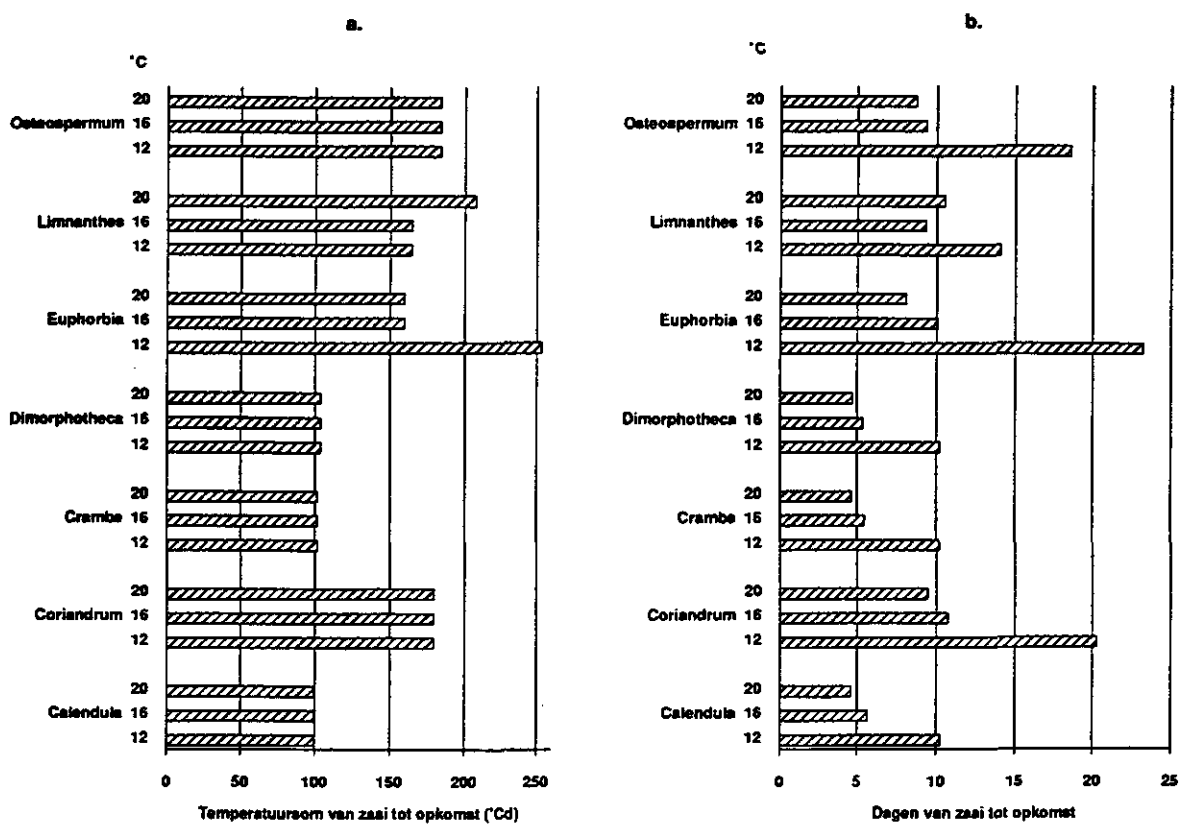 a.
°C
20
Osteospermum 16
12
20
Limnanthes 16
12
20
Euphorbia 16
12
20
Dimorphotheca 16
12
20
Crambe 16
12
20
Coriandrum 16
12
20
Calendula 16
12
0 50 100 150 200 250
Temperatuursom van zaai tot opkomst (°Cd)
b.
°C
20
Osteospermum 16
12
20
Limnanthes 16
12
20
Euphorbia 16
12
20
Dimorphotheca 16
12
20
Crambe 16
12
20
Coriandrum 16
12
20
Calendula 16
12
0 5 10 15 20 25
Dagen van zaai tot opkomst